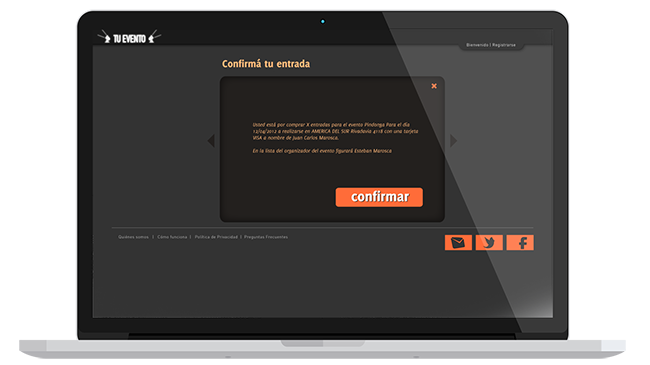 TU EVENTO
Bienvenido | Registrarse
Confirmá tu entrada
Usted está por comprar X entradas para el evento Pindonga Para el día
12/04/2012 a realizarse en AMERICA DEL SUR Rivadavia 4118 con una tarjeta
VISA a nombre de Juan Carlos Marosca.
En la lista del organizador del evento figurará Esteban Marosca
confirmar
Quiénes somos | Cómo funciona | Política de Privacidad | Preguntas Frecuentes